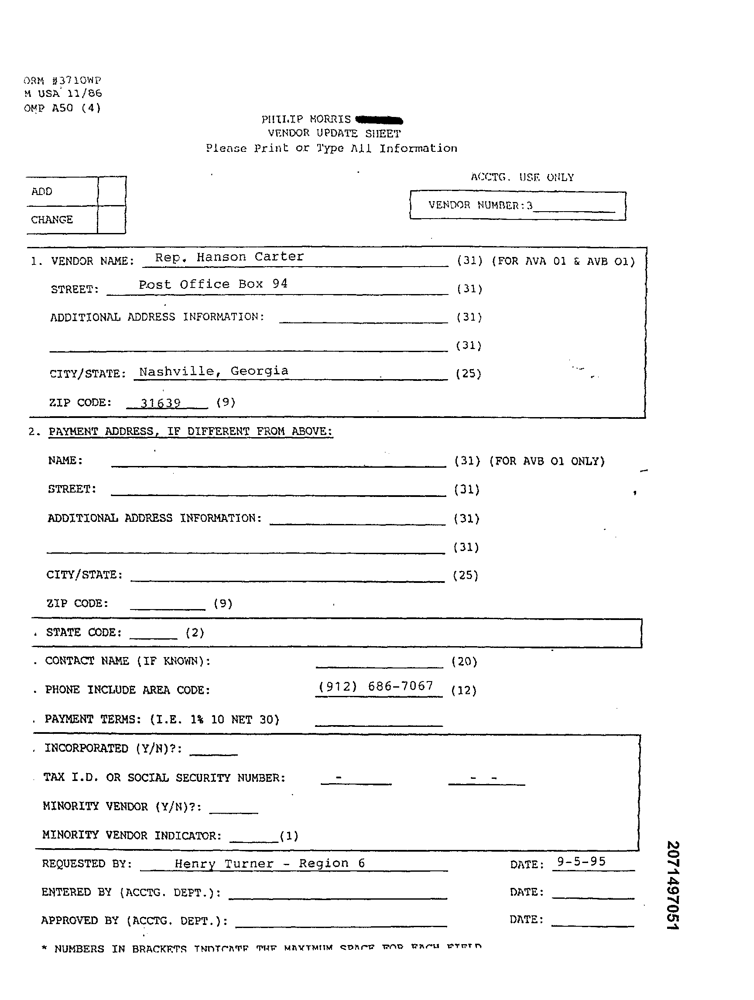 ORM #3710WP
M USA 11/86
OMP A50 (4)
PHILIP MORRIS
VENDOR UPDATE SHEET
Please Print or Type All Information
ACCTG. USE ONLY
ADD
VENDOR NUMBER:3
CHANGE
1. VENDOR NAME: Rep. Hanson Carter (31) (FOR AVA 01 & AVB 01)
STREET: Post Office Box 94 (31)
ADDITIONAL ADDRESS INFORMATION: (31)
(31)
CITY/STATE: Nashville, Georgia (25)
ZIP CODE: 31639 (9)
2. PAYMENT ADDRESS, IF DIFFERENT FROM ABOVE:
NAME: (31) (FOR AVB 01 ONLY)
STREET: (31)
ADDITIONAL ADDRESS INFORMATION: (31)
(31)
CITY/STATE: (25)
ZIP CODE: (9)
. STATE CODE: (2)
. CONTACT NAME (IF KNOWN): (20)
. PHONE INCLUDE AREA CODE: (912) 686-7067 (12)
. PAYMENT TERMS: (I.E. 1% 10 NET 30)
. INCORPORATED (Y/N)?:
. TAX I.D. OR SOCIAL SECURITY NUMBER: - - -
MINORITY VENDOR (Y/N)?:
MINORITY VENDOR INDICATOR: (1)
REQUESTED BY: Henry Turner - Region 6 DATE: 9-5-95
ENTERED BY (ACCTG. DEPT.): DATE:
APPROVED BY (ACCTG. DEPT.): DATE:
* NUMBERS IN BRACKETS INDICATE THE MAXIMUM SPACE FOR EACH FIELD
2071497051